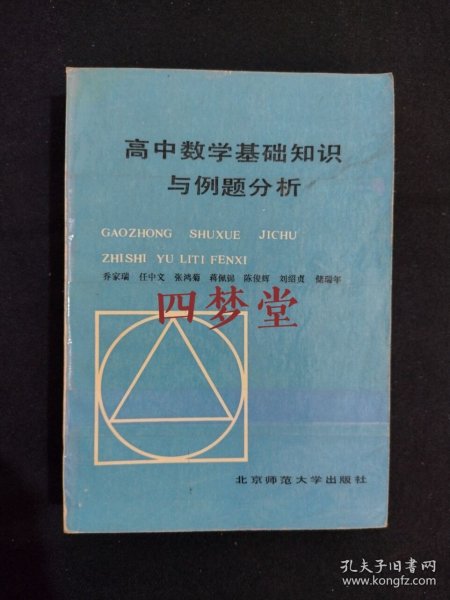 高中数学基础知识
与例题分析
GAOZHONG SHUXUE JICHU
ZHISHI YU LITI FENXI
乔家瑞 任中文 张鸿菊 蒋佩锦 陈俊辉 刘绍贞 储瑞年
四梦堂
北京师范大学出版社
孔夫子旧书网
www.kongfz.com